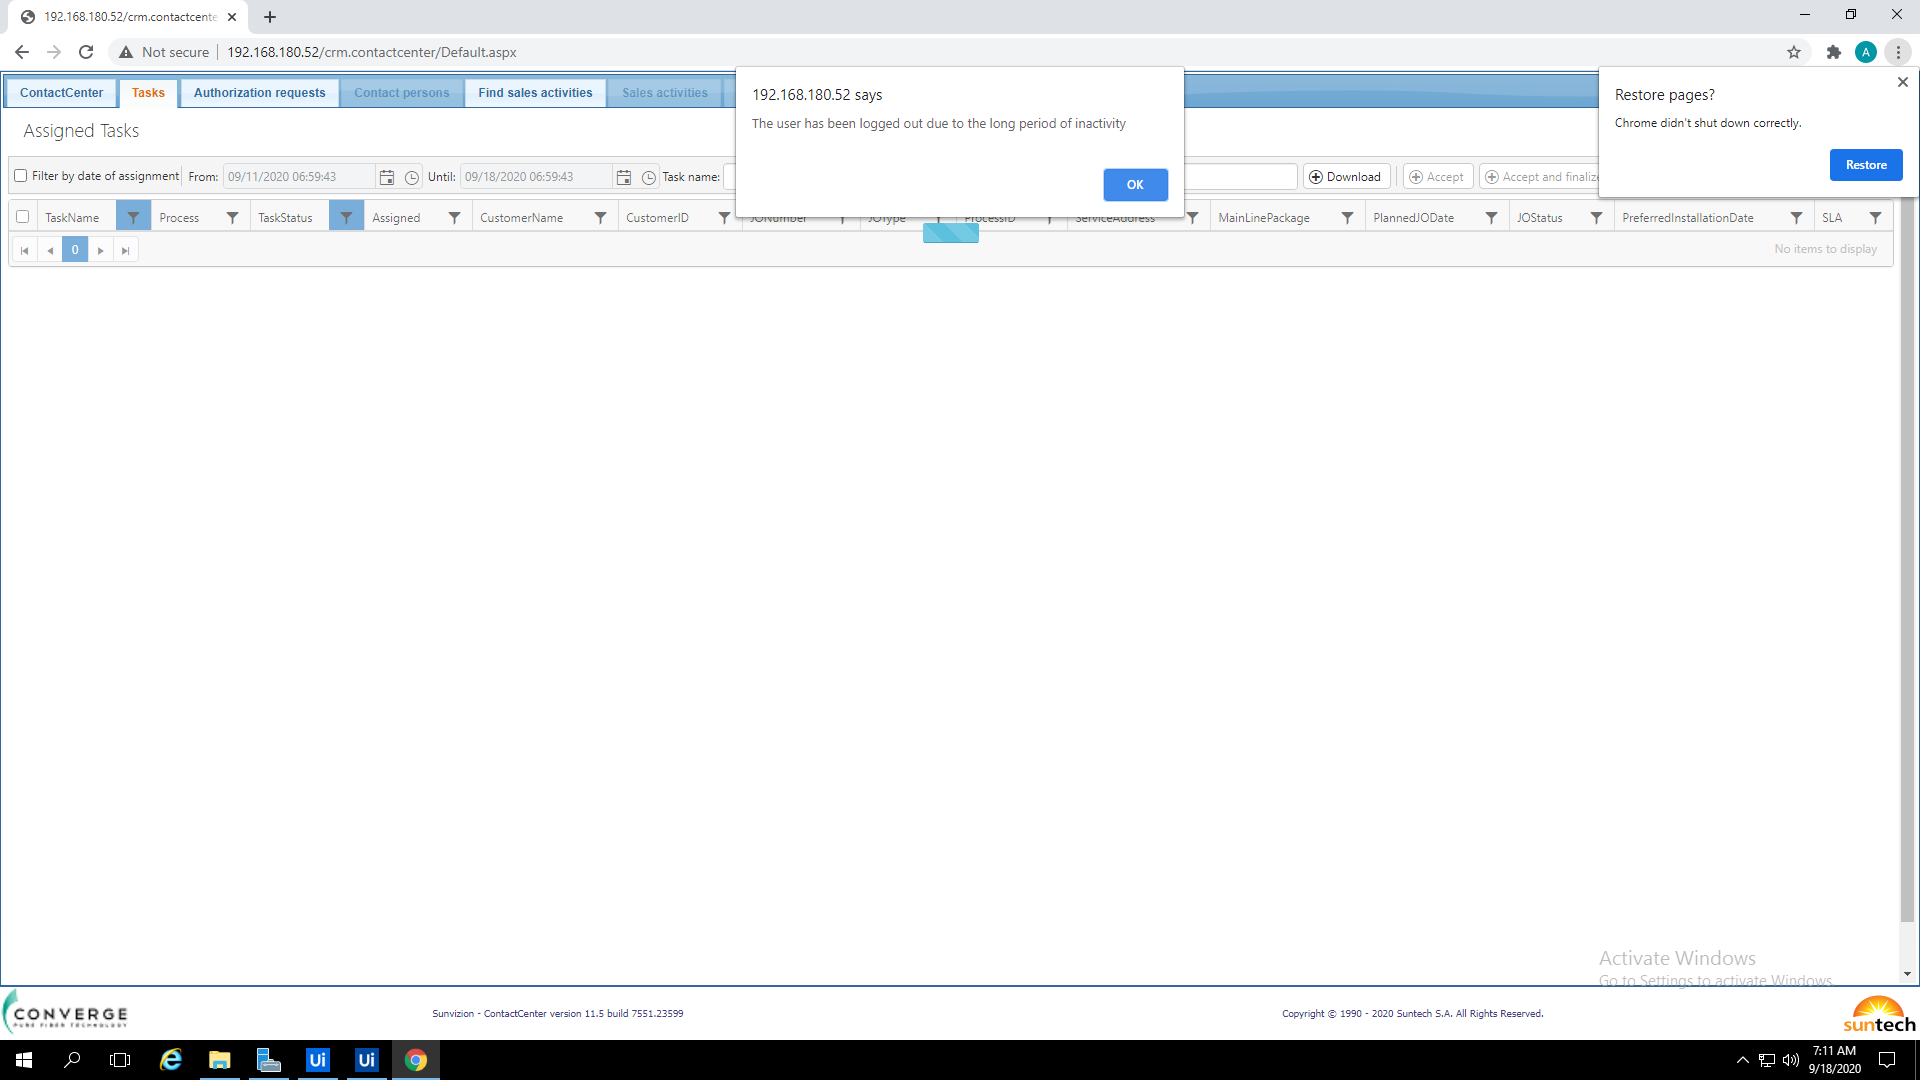 192.168.180.52/crm.contactcente
Not secure
192.168.180.52/crm.contactcenter/Default.aspx
A
ContactCenter
Tasks
Authorization requests
Contact persons
Find sales activities
Sales activities
192.168.180.52 says
The user has been logged out due to the long period of inactivity
OK
Restore pages?
Chrome didn't shut down correctly.
Restore
Assigned Tasks
Filter by date of assignment
From:
09/11/2020 06:59:43
Until:
09/18/2020 06:59:43
Task name:
Download
Accept
Accept and finalize
TaskName
Process
TaskStatus
Assigned
CustomerName
CustomerID
JONumber
JOType
ProcessID
ServiceAddress
MainLinePackage
PlannedJODate
JOStatus
PreferredInstallationDate
SLA
0
No items to display
Activate Windows
Go to Settings to activate Windows.
CONVERGE
PURE FIBER TECHNOLOGY
Sunvizion - ContactCenter version 11.5 build 7551.23599
Copyright © 1990 - 2020 Suntech S.A. All Rights Reserved.
suntech
Ui
Ui
7:11 AM
9/18/2020